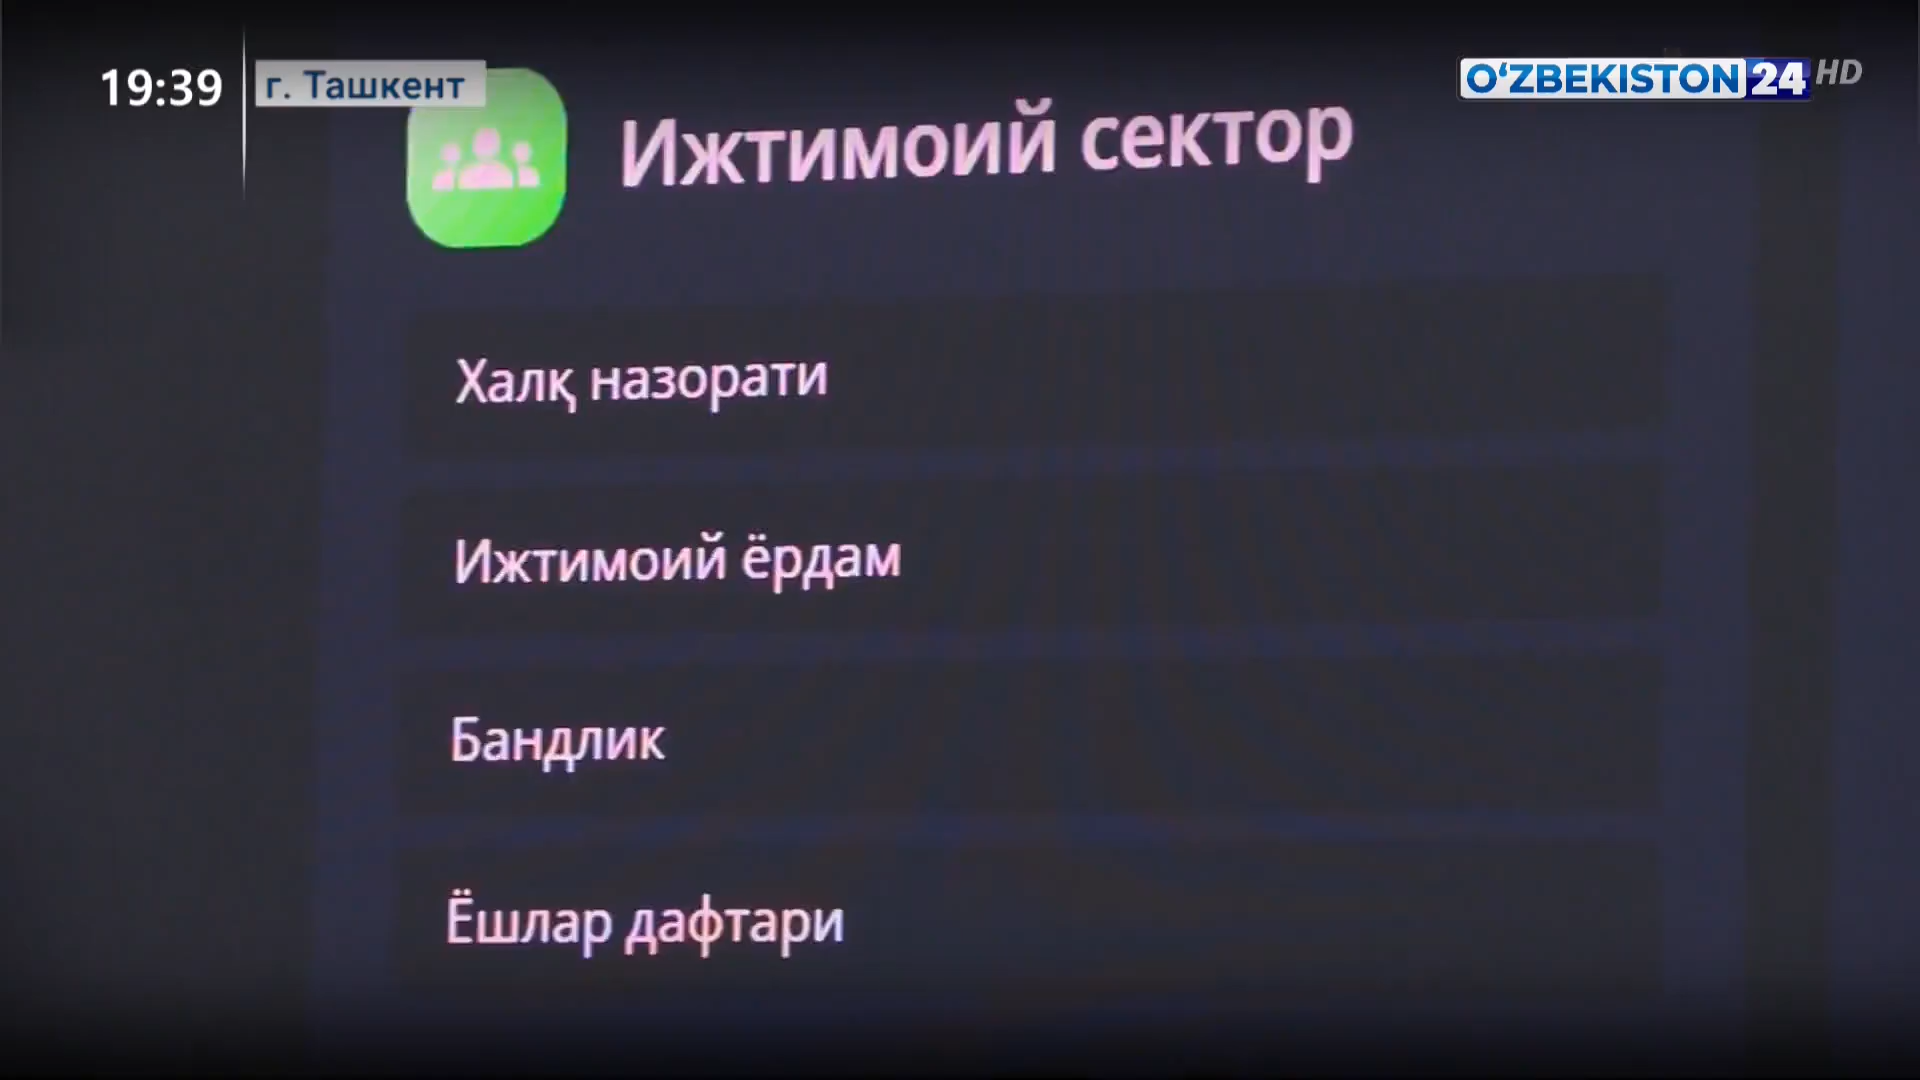 19:39
г. Ташкент
O‘ZBEKISTON 24 HD
Ижтимоий сектор
Халқ назорати
Ижтимоий ёрдам
Бандлик
Ёшлар дафтари